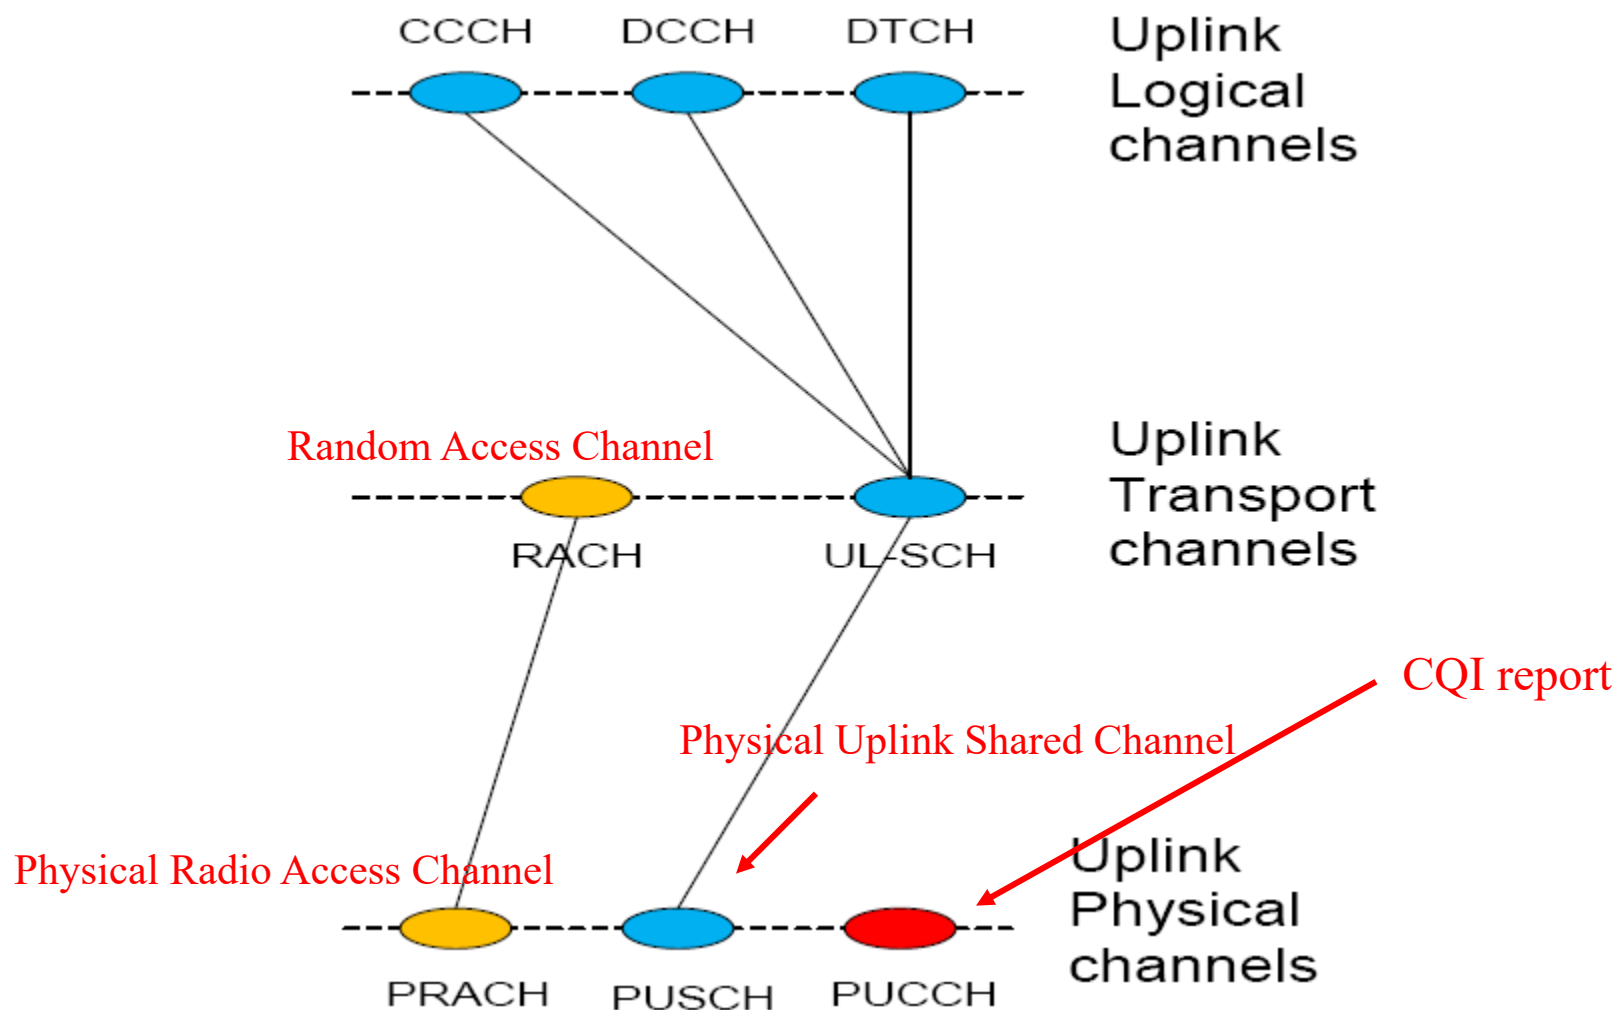 CCCH DCCH DTCH
Uplink
Logical
channels
Random Access Channel
Uplink
Transport
channels
RACH UL-SCH
CQI report
Physical Uplink Shared Channel
Physical Radio Access Channel
Uplink
Physical
channels
PRACH PUSCH PUCCH